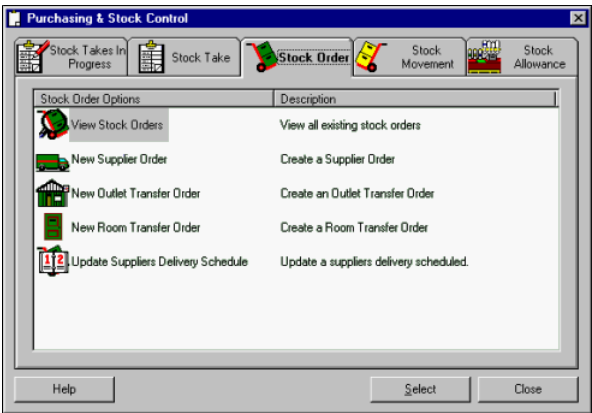 Purchasing & Stock Control
Stock Takes In
Progress
Stock Take
Stock Order
Stock
Movement
Stock
Allowance
Stock Order Options
Description
View Stock Orders
View all existing stock orders
New Supplier Order
Create a Supplier Order
New Outlet Transfer Order
Create an Outlet Transfer Order
New Room Transfer Order
Create a Room Transfer Order
Update Suppliers Delivery Schedule
Update a suppliers delivery scheduled.
Help
Select
Close